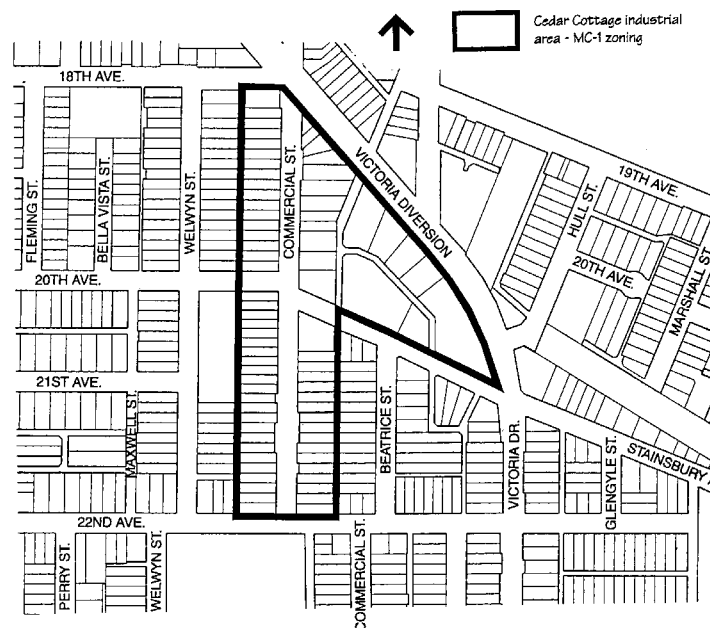 Cedar Cottage industrial
area - MC-1 zoning
18TH AVE.
FLEMING ST.
BELLA VISTA ST.
WELWYN ST.
COMMERCIAL ST.
VICTORIA DIVERSION
19TH AVE.
HULL ST.
20TH AVE.
MARSHALL ST.
20TH AVE.
21ST AVE.
MAXWELL ST.
BEATRICE ST.
VICTORIA DR.
GLENGYLE ST.
STAINSBURY
22ND AVE.
PERRY ST.
WELWYN ST.
COMMERCIAL ST.